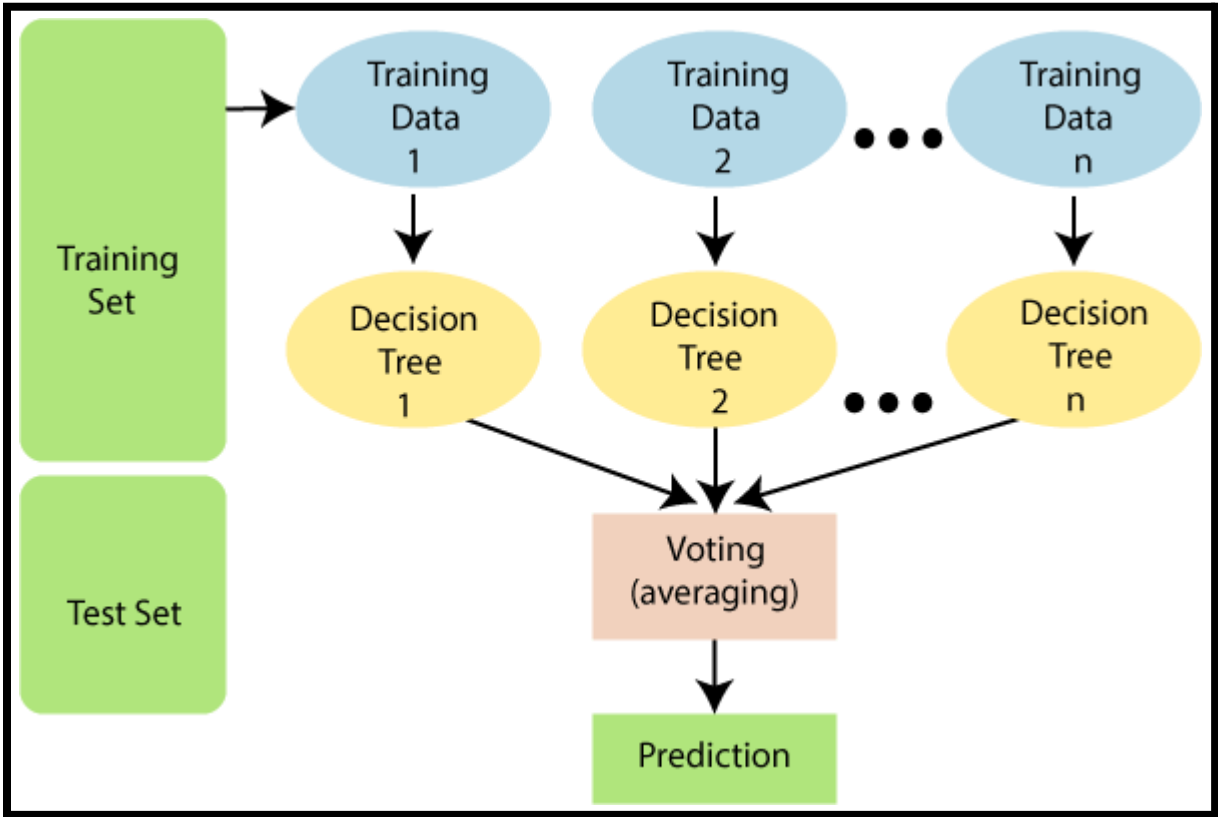 Training
Data
1
Training
Data
2
Training
Data
n
Training
Set
Decision
Tree
1
Decision
Tree
2
Decision
Tree
n
Voting
(averaging)
Test Set
Prediction